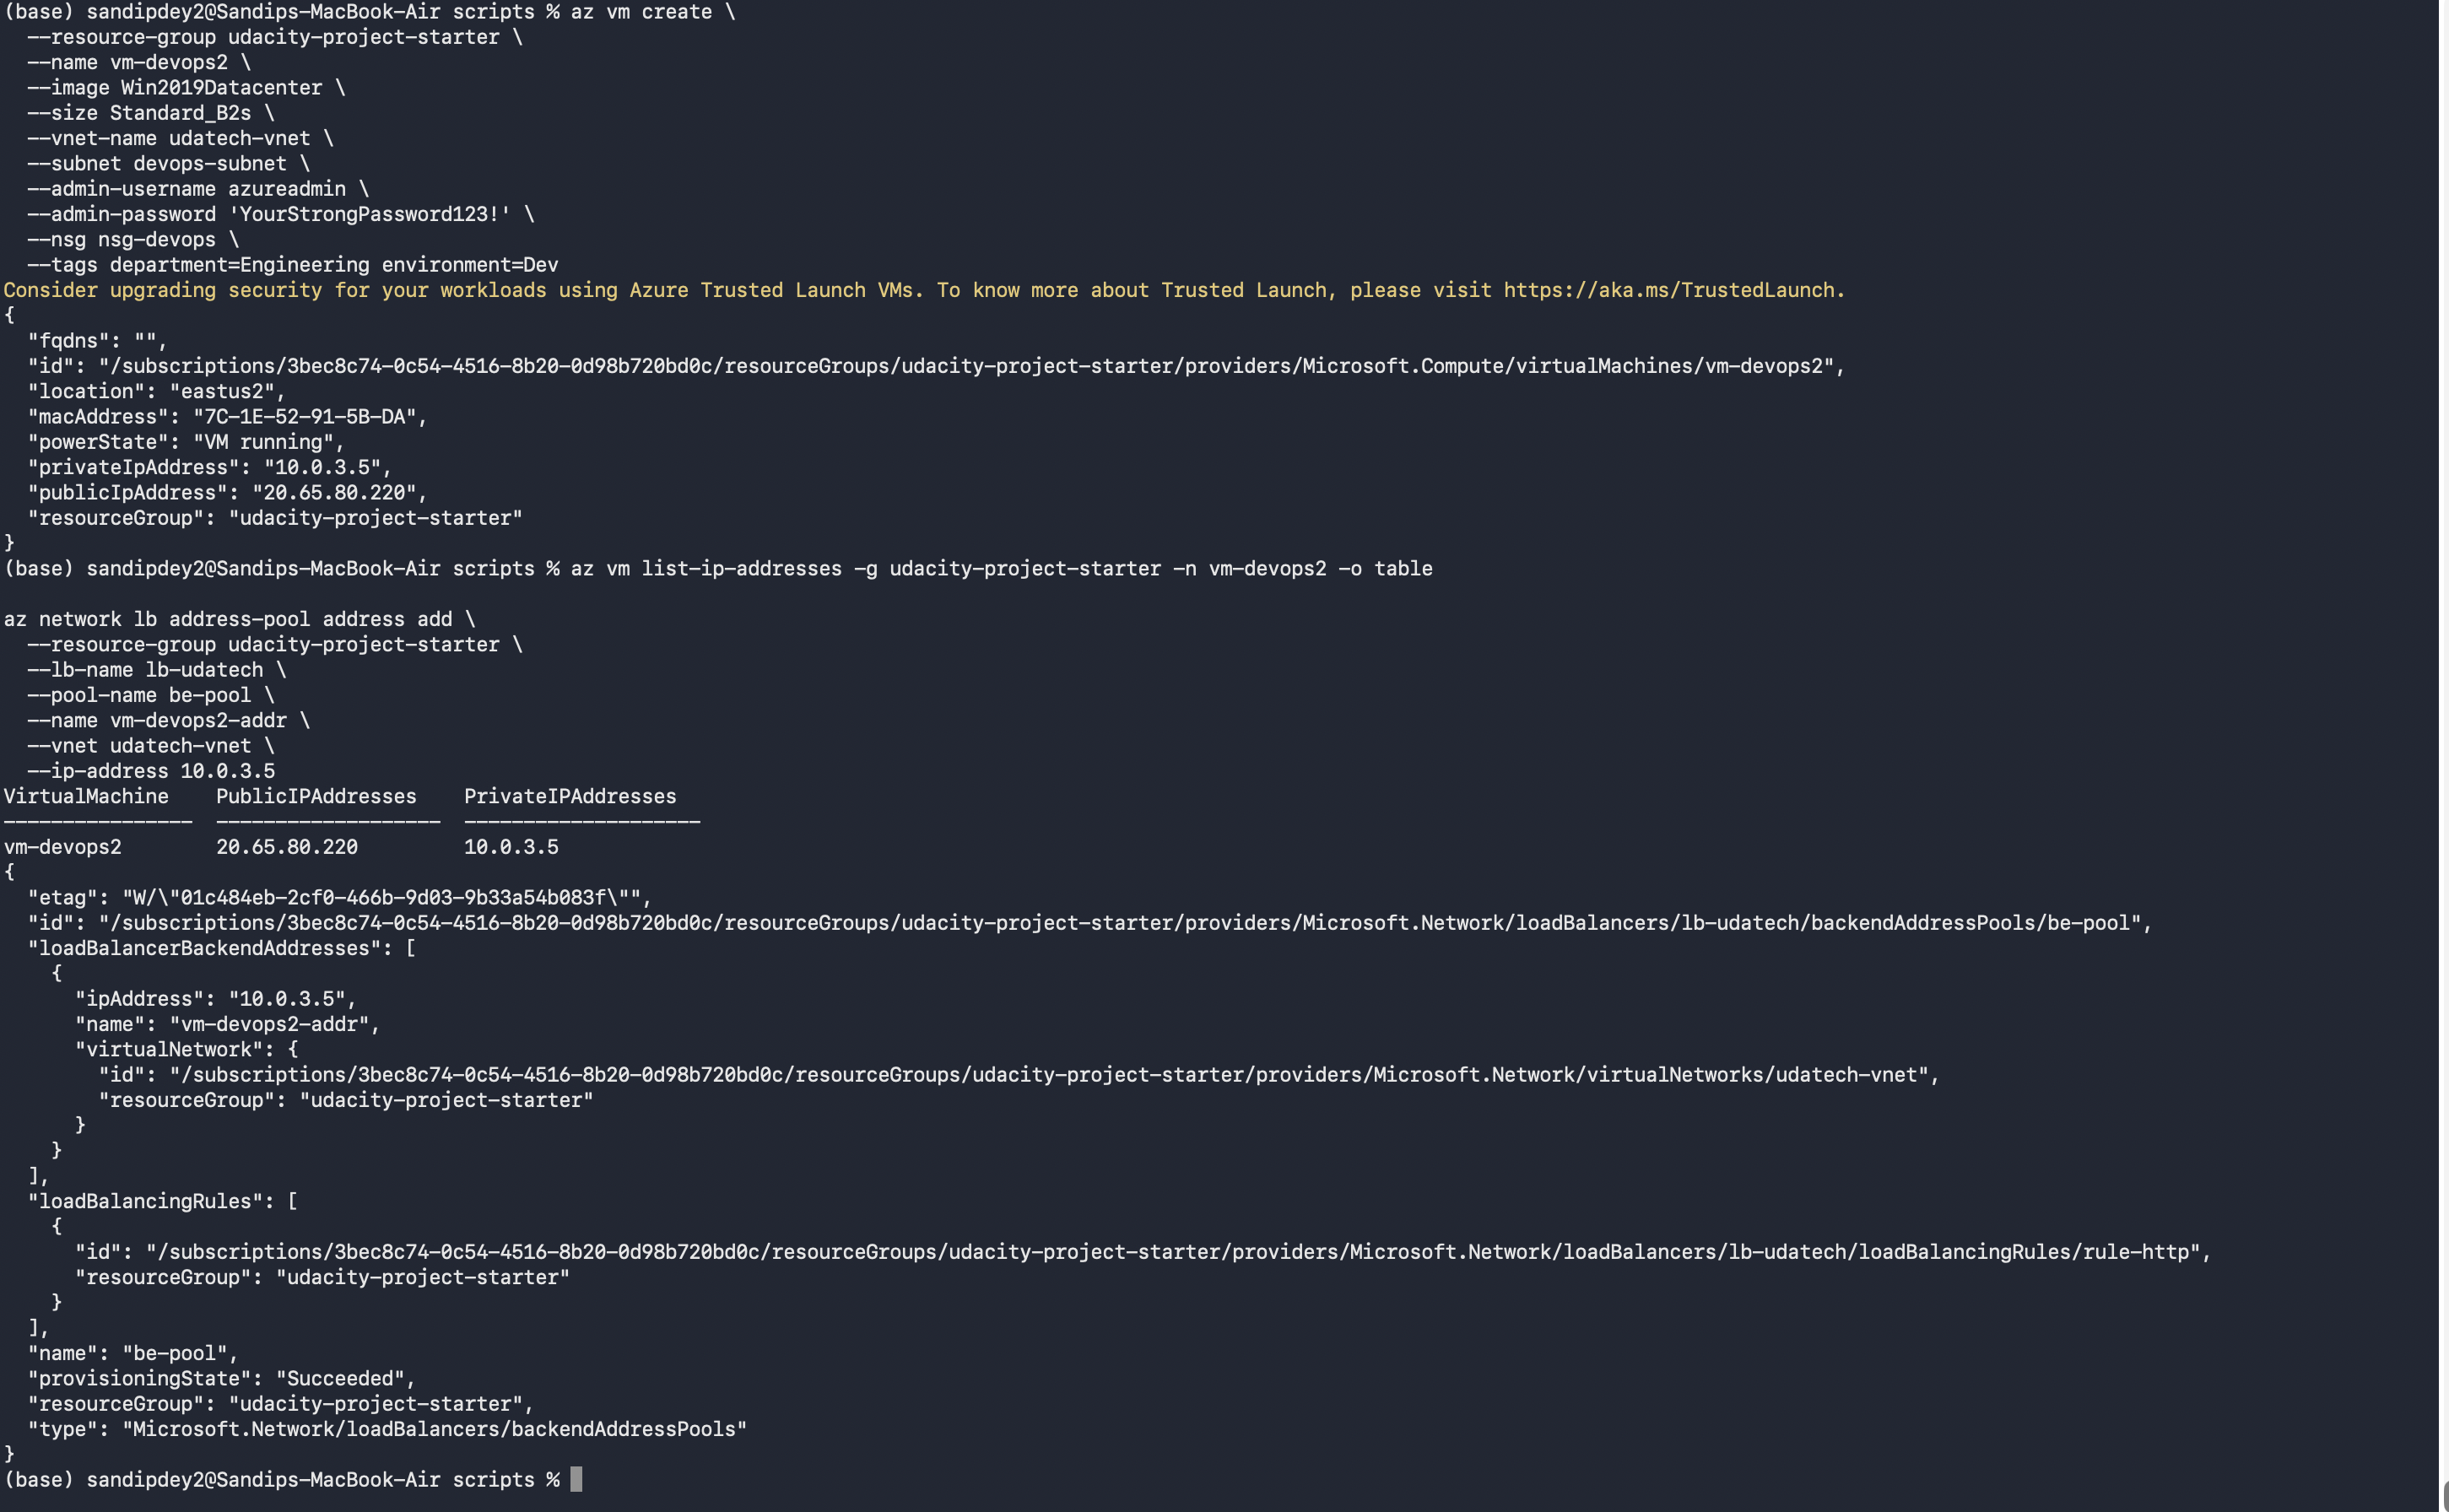 (base) sandipdey2@Sandips-MacBook-Air scripts % az vm create \
  --resource-group udacity-project-starter \
  --name vm-devops2 \
  --image Win2019Datacenter \
  --size Standard_B2s \
  --vnet-name udatech-vnet \
  --subnet devops-subnet \
  --admin-username azureadmin \
  --admin-password 'YourStrongPassword123!' \
  --nsg nsg-devops \
  --tags department=Engineering environment=Dev
Consider upgrading security for your workloads using Azure Trusted Launch VMs. To know more about Trusted Launch, please visit https://aka.ms/TrustedLaunch.
{
  "fqdns": "",
  "id": "/subscriptions/3bec8c74-0c54-4516-8b20-0d98b720bd0c/resourceGroups/udacity-project-starter/providers/Microsoft.Compute/virtualMachines/vm-devops2",
  "location": "eastus2",
  "macAddress": "7C-1E-52-91-5B-DA",
  "powerState": "VM running",
  "privateIpAddress": "10.0.3.5",
  "publicIpAddress": "20.65.80.220",
  "resourceGroup": "udacity-project-starter"
}
(base) sandipdey2@Sandips-MacBook-Air scripts % az vm list-ip-addresses -g udacity-project-starter -n vm-devops2 -o table

az network lb address-pool address add \
  --resource-group udacity-project-starter \
  --lb-name lb-udatech \
  --pool-name be-pool \
  --name vm-devops2-addr \
  --vnet udatech-vnet \
  --ip-address 10.0.3.5
VirtualMachine    PublicIPAddresses    PrivateIPAddresses
----------------  -------------------  --------------------
vm-devops2        20.65.80.220         10.0.3.5
{
  "etag": "W/\"01c484eb-2cf0-466b-9d03-9b33a54b083f\"",
  "id": "/subscriptions/3bec8c74-0c54-4516-8b20-0d98b720bd0c/resourceGroups/udacity-project-starter/providers/Microsoft.Network/loadBalancers/lb-udatech/backendAddressPools/be-pool",
  "loadBalancerBackendAddresses": [
    {
      "ipAddress": "10.0.3.5",
      "name": "vm-devops2-addr",
      "virtualNetwork": {
        "id": "/subscriptions/3bec8c74-0c54-4516-8b20-0d98b720bd0c/resourceGroups/udacity-project-starter/providers/Microsoft.Network/virtualNetworks/udatech-vnet",
        "resourceGroup": "udacity-project-starter"
      }
    }
  ],
  "loadBalancingRules": [
    {
      "id": "/subscriptions/3bec8c74-0c54-4516-8b20-0d98b720bd0c/resourceGroups/udacity-project-starter/providers/Microsoft.Network/loadBalancers/lb-udatech/loadBalancingRules/rule-http",
      "resourceGroup": "udacity-project-starter"
    }
  ],
  "name": "be-pool",
  "provisioningState": "Succeeded",
  "resourceGroup": "udacity-project-starter",
  "type": "Microsoft.Network/loadBalancers/backendAddressPools"
}
(base) sandipdey2@Sandips-MacBook-Air scripts %